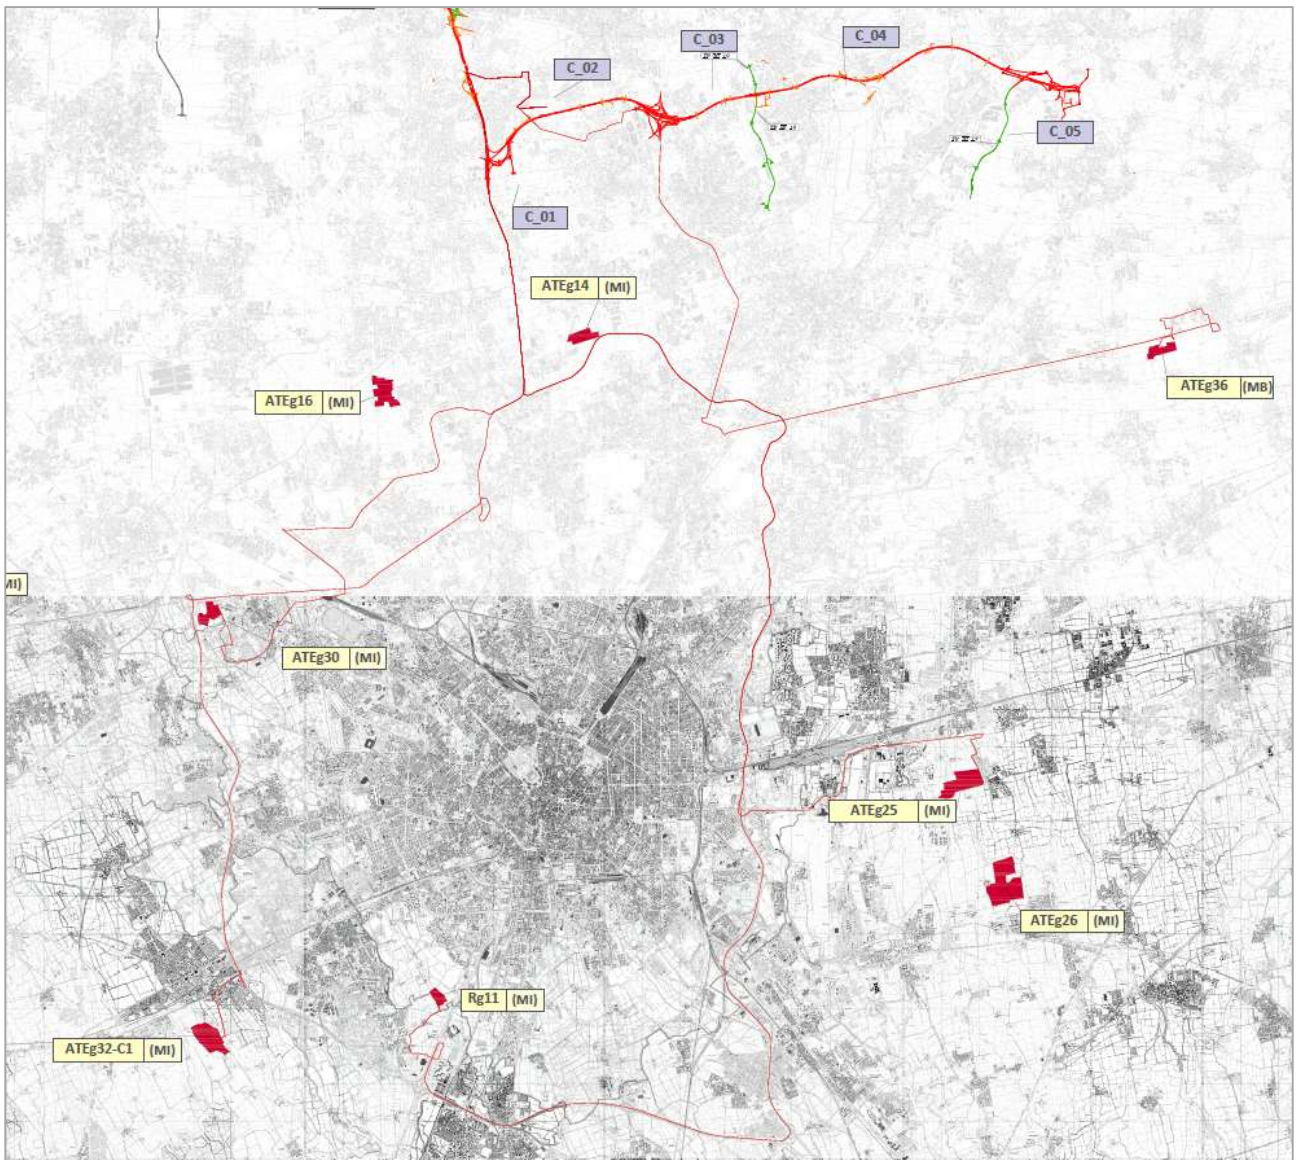 C_03
C_04
C_02
C_05
C_01
ATEg14 (MI)
ATEg16 (MI)
ATEg36 (MB)
MI)
ATEg30 (MI)
ATEg25 (MI)
ATEg26 (MI)
Rg11 (MI)
ATEg32-C1 (MI)